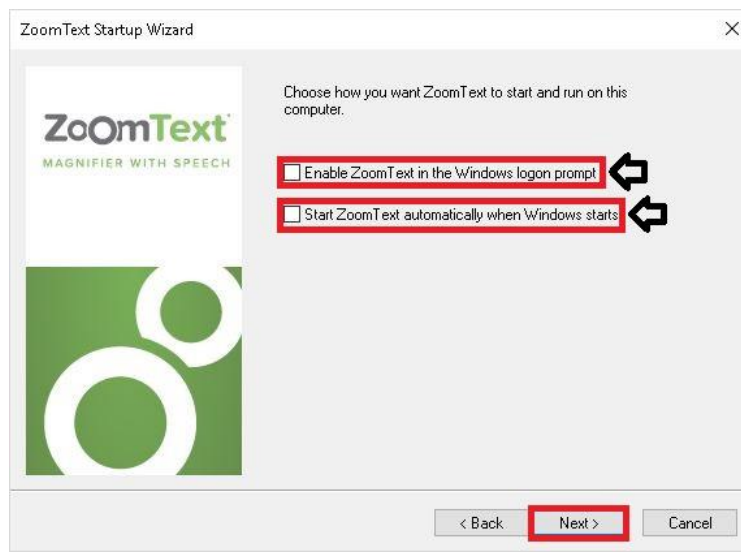 ZoomText Startup Wizard
Choose how you want ZoomText to start and run on this
computer.
ZoomText
MAGNIFIER WITH SPEECH
Enable ZoomText in the Windows logon prompt
Start ZoomText automatically when Windows starts
< Back
Next >
Cancel